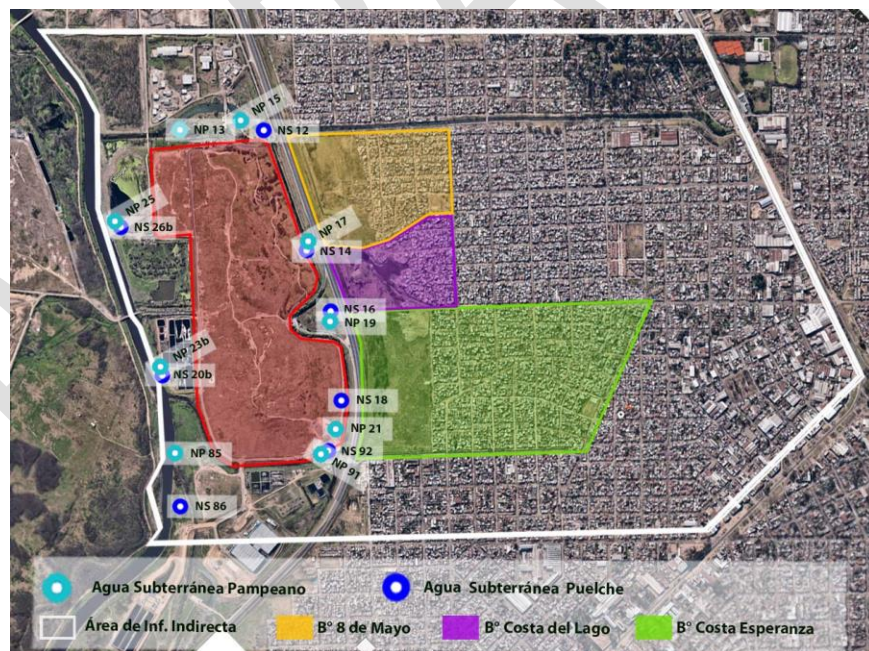 NP 15
NP 13
NS 12
NP 25
NS 26b
NP 17
NS 14
NS 16
NP 19
NP 23b
NS 20b
NS 18
NP 21
NP 85
NS 92
NP 91
NS 86
Agua Subterránea Pampeano
Agua Subterránea Puelche
Área de Inf. Indirecta
B° 8 de Mayo
B° Costa del Lago
B° Costa Esperanza